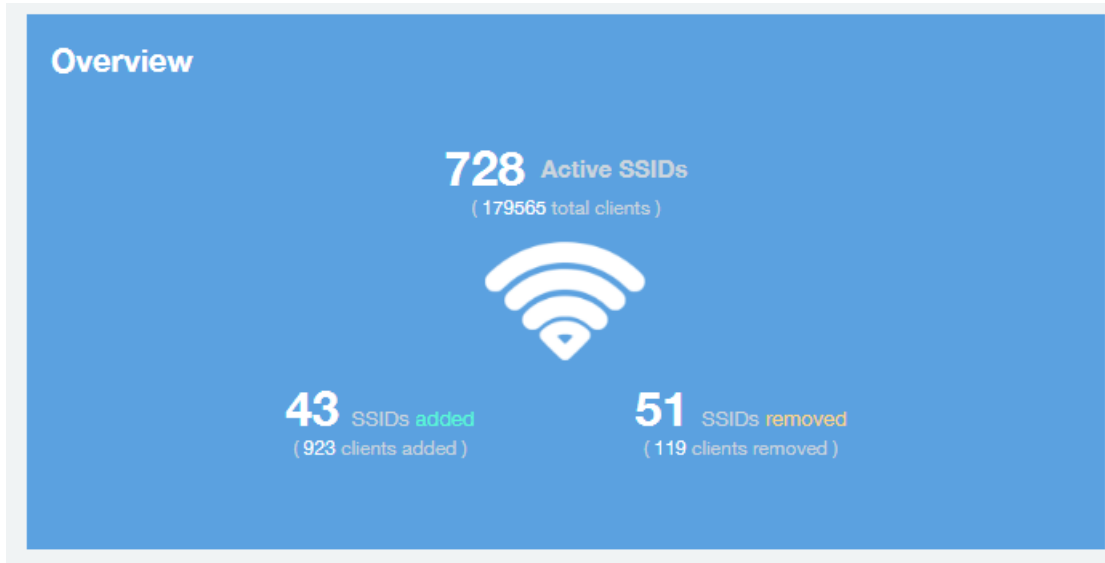 Overview
728 Active SSIDs
( 179565 total clients )
43 SSIDs added
( 923 clients added )
51 SSIDs removed
( 119 clients removed )